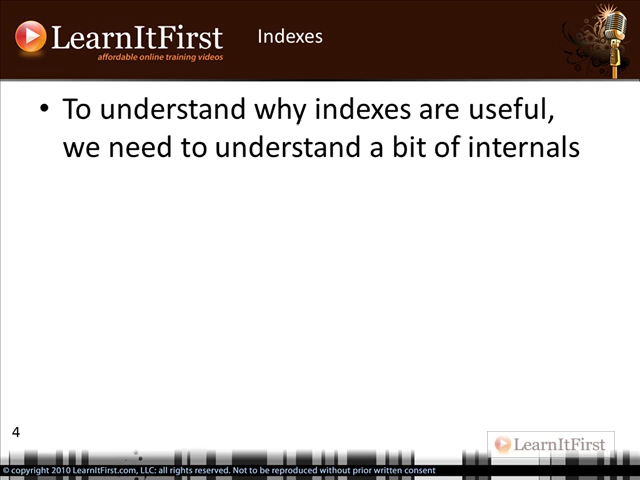 LearnItFirst
affordable online training videos
Indexes
• To understand why indexes are useful,
we need to understand a bit of internals
4
LearnItFirst
© copyright 2010 LearnItFirst.com, LLC: all rights reserved. Not to be reproduced without prior written consent